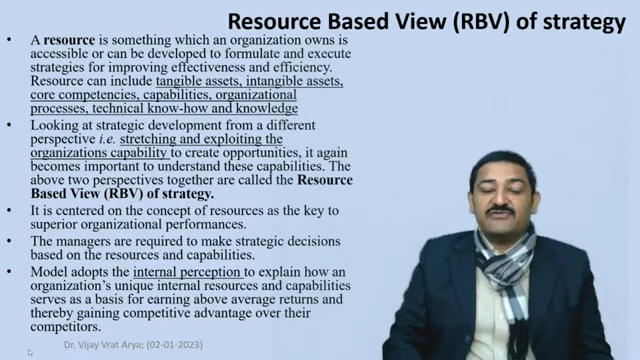 Resource Based View (RBV) of strategy
• A resource is something which an organization owns is
accessible or can be developed to formulate and execute
strategies for improving effectiveness and efficiency.
Resource can include tangible assets, intangible assets,
core competencies, capabilities, organizational
processes, technical know-how and knowledge
• Looking at strategic development from a different
perspective i.e. stretching and exploiting the
organizations capability to create opportunities, it again
becomes important to understand these capabilities. The
above two perspectives together are called the Resource
Based View (RBV) of strategy.
• It is centered on the concept of resources as the key to
superior organizational performances.
• The managers are required to make strategic decisions
based on the resources and capabilities.
• Model adopts the internal perception to explain how an
organization's unique internal resources and capabilities
serves as a basis for earning above average returns and
thereby gaining competitive advantage over their
competitors.
Dr. Vijay Vrat Arya; (02-01-2023)